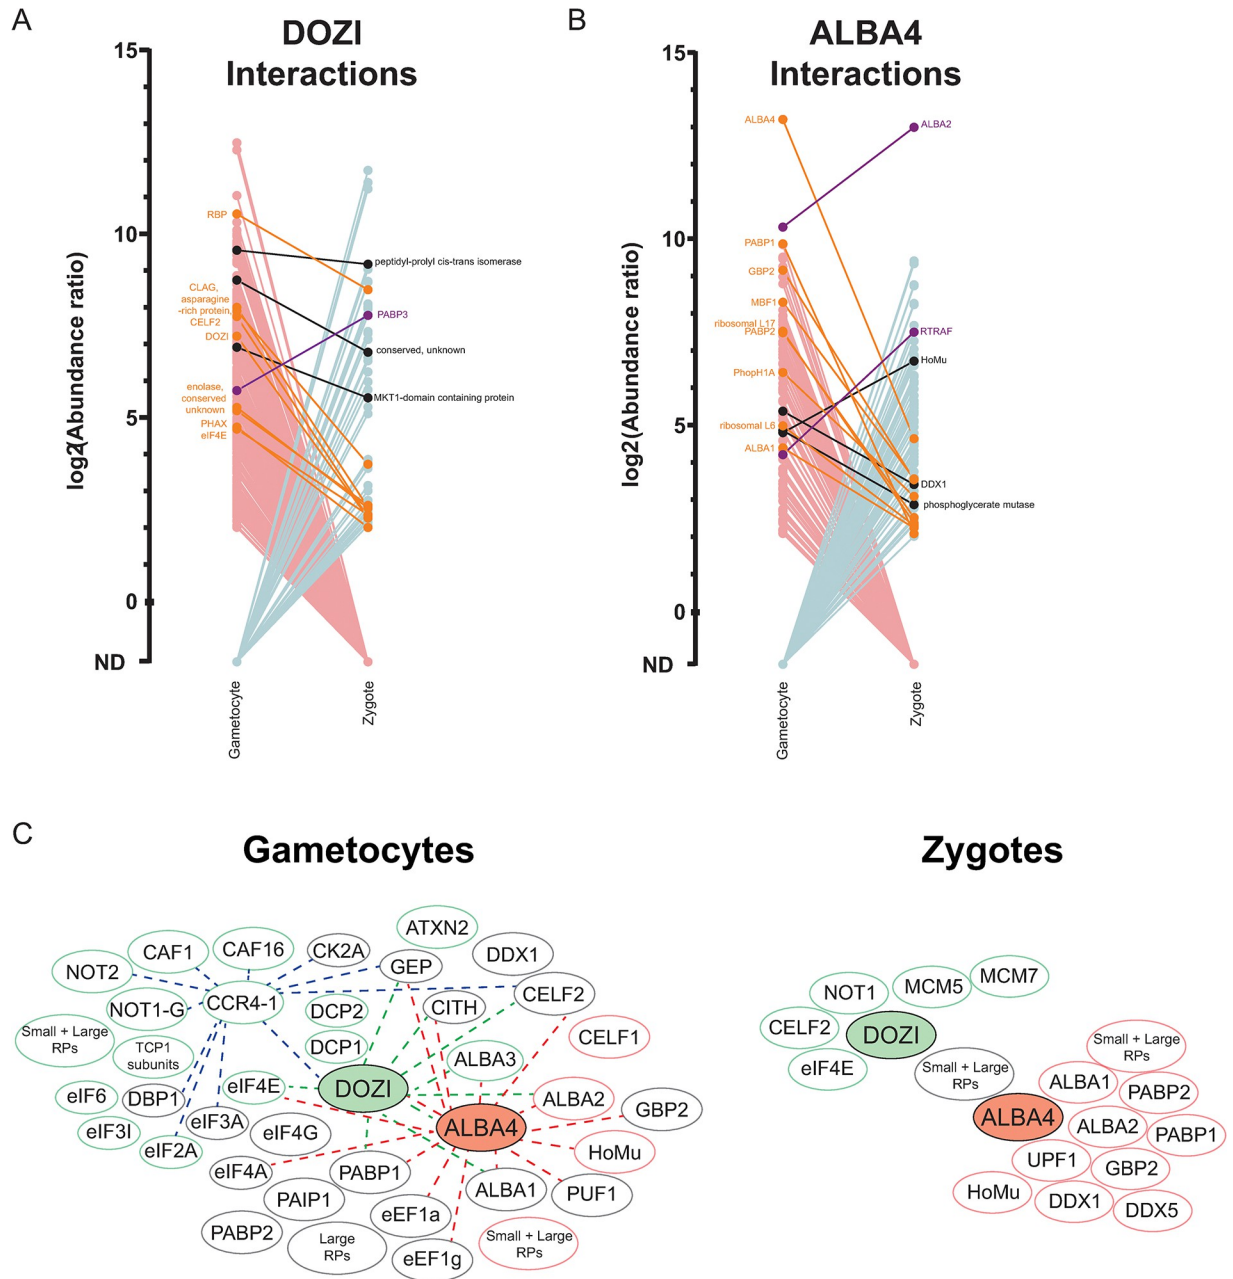 A
DOZI
Interactions
15
10
5
0
ND
log2(Abundance ratio)
RBP
CLAG,
asparagine
-rich protein,
CELF2
DOZI
enolase,
conserved
unknown
PHAX
eIF4E
peptidyl-prolyl cis-trans isomerase
PABP3
conserved, unknown
MKT1-domain containing protein
Gametocyte
Zygote
B
ALBA4
Interactions
15
10
5
0
ND
log2(Abundance ratio)
ALBA4
PABP1
GBP2
MBF1
ribosomal L17
PABP2
PhopH1A
ribosomal L6
ALBA1
ALBA2
RTRAF
HoMu
DDX1
phosphoglycerate mutase
Gametocyte
Zygote
C
Gametocytes
ATXN2
CAF1
CAF16
CK2A
DDX1
NOT2
GEP
CELF2
NOT1-G
CCR4-1
DCP2
CITH
Small + Large
RPs
TCP1
subunits
DCP1
CELF1
ALBA3
eIF4E
DOZI
eIF6
DBP1
ALBA2
GBP2
eIF3I
eIF3A
eIF4G
ALBA4
eIF2A
HoMu
eIF4A
PABP1
ALBA1
PUF1
PAIP1
eEF1a
PABP2
Large
RPs
eEF1g
Small + Large
RPs
Zygotes
NOT1
MCM5
MCM7
CELF2
DOZI
eIF4E
Small + Large
RPs
Small + Large
RPs
ALBA1
PABP2
ALBA4
ALBA2
PABP1
UPF1
GBP2
HoMu
DDX1
DDX5